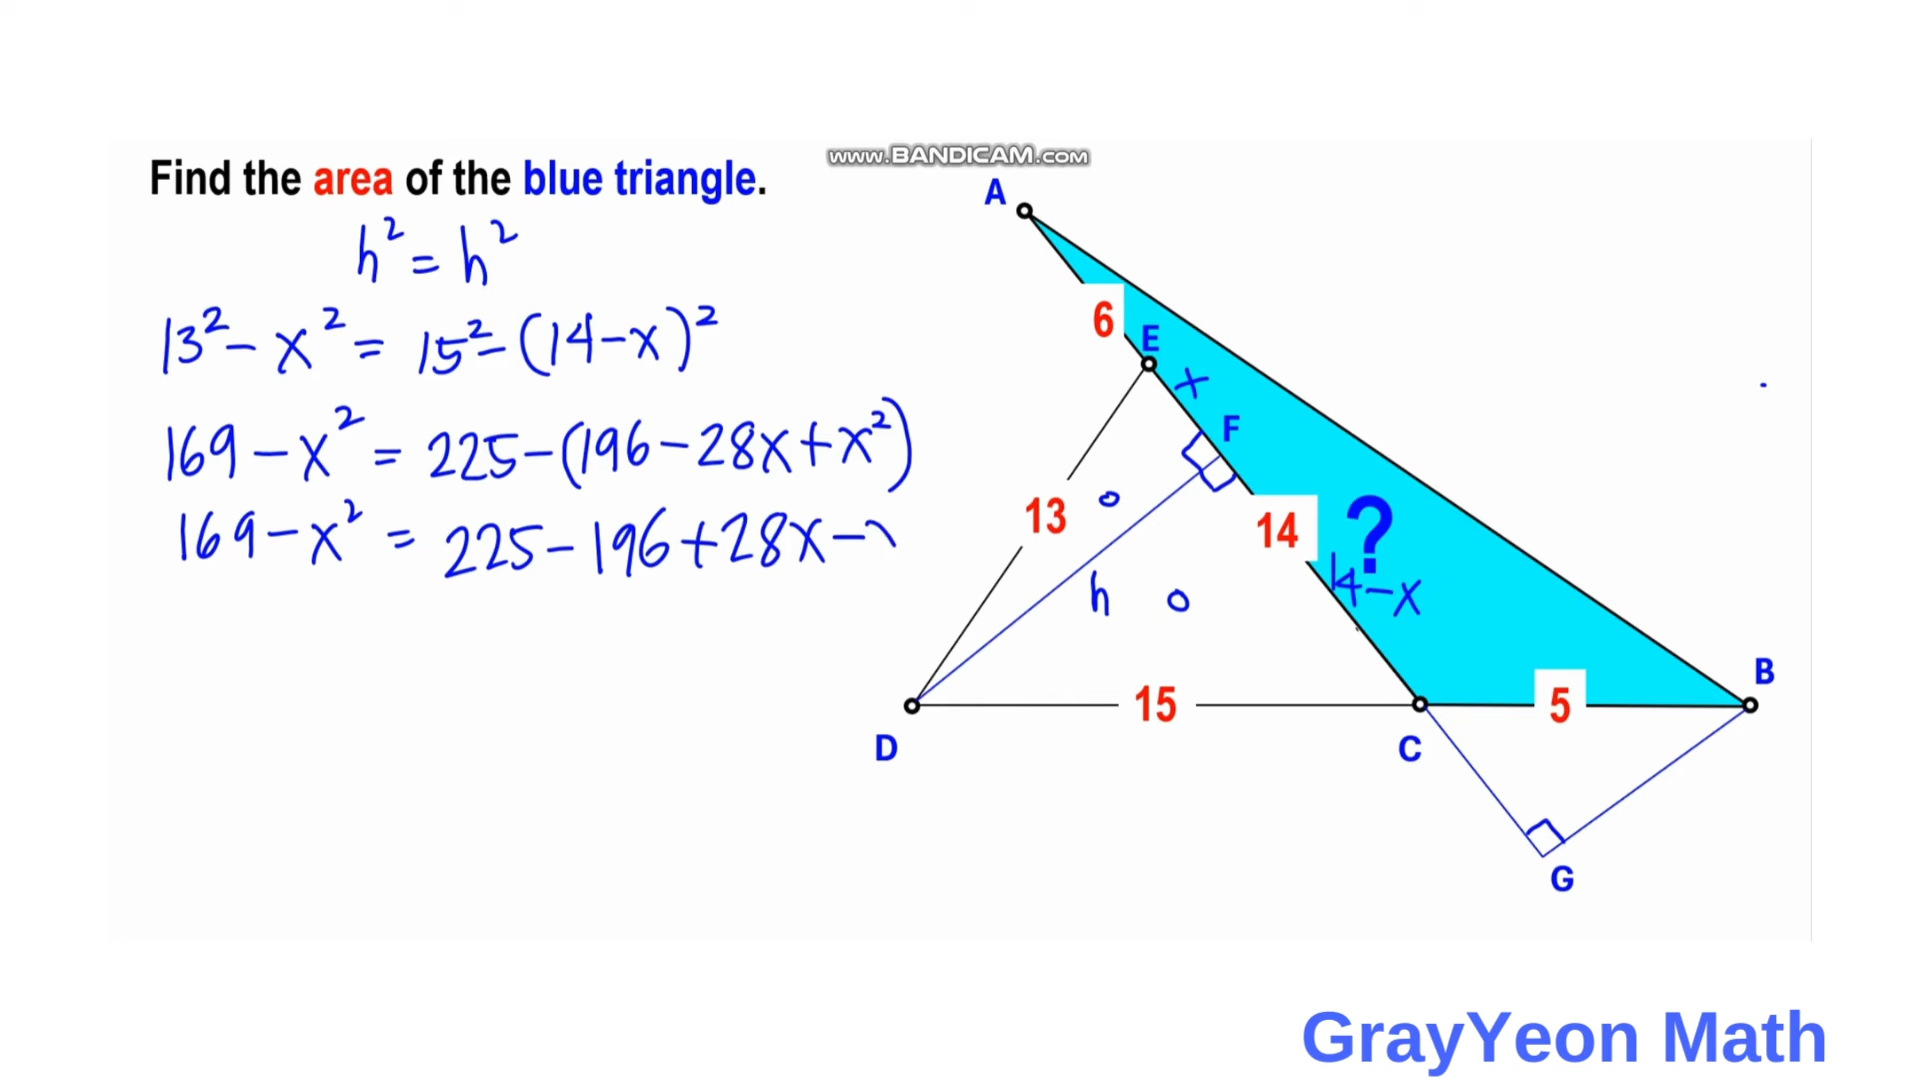 www.BANDICAM.com
Find the area of the blue triangle.
h² = h²
13² - x² = 15² - (14-x)²
169 - x² = 225 - (196 - 28x + x²)
169 - x² = 225 - 196 + 28x -
A
6
E
x
F
13
14
?
h
14-x
B
D
15
C
5
G
GrayYeon Math